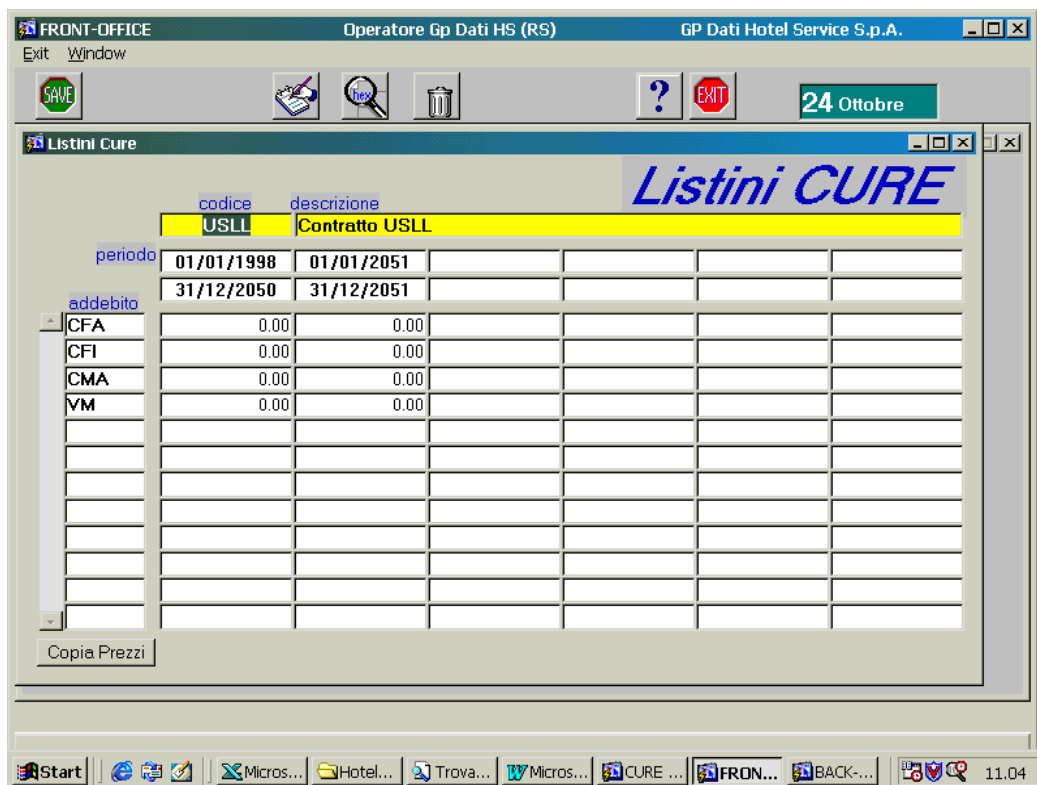 FRONT-OFFICE Operatore Gp Dati HS (RS) GP Dati Hotel Service S.p.A.
Exit Window
SAVE hex ? EXIT 24 Ottobre
Listini Cure
Listini CURE
codice descrizione
USLL Contratto USLL
periodo 01/01/1998 01/01/2051
31/12/2050 31/12/2051
addebito
CFA 0.00 0.00
CFI 0.00 0.00
CMA 0.00 0.00
VM 0.00 0.00
Copia Prezzi
Start Micros... Hotel... Trova... Micros... CURE ... FRON... BACK-... 11.04